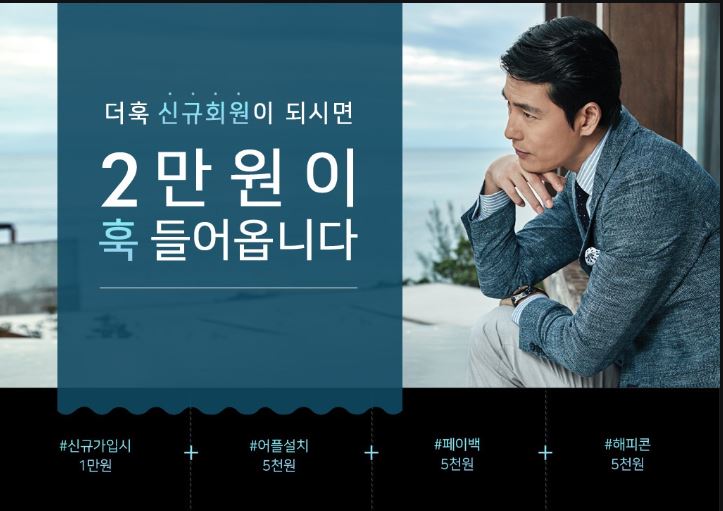 더훅 신규회원이 되시면
2만원이
훅 들어옵니다
#신규가입시
1만원
+
#어플설치
5천원
+
#페이백
5천원
+
#해피콘
5천원